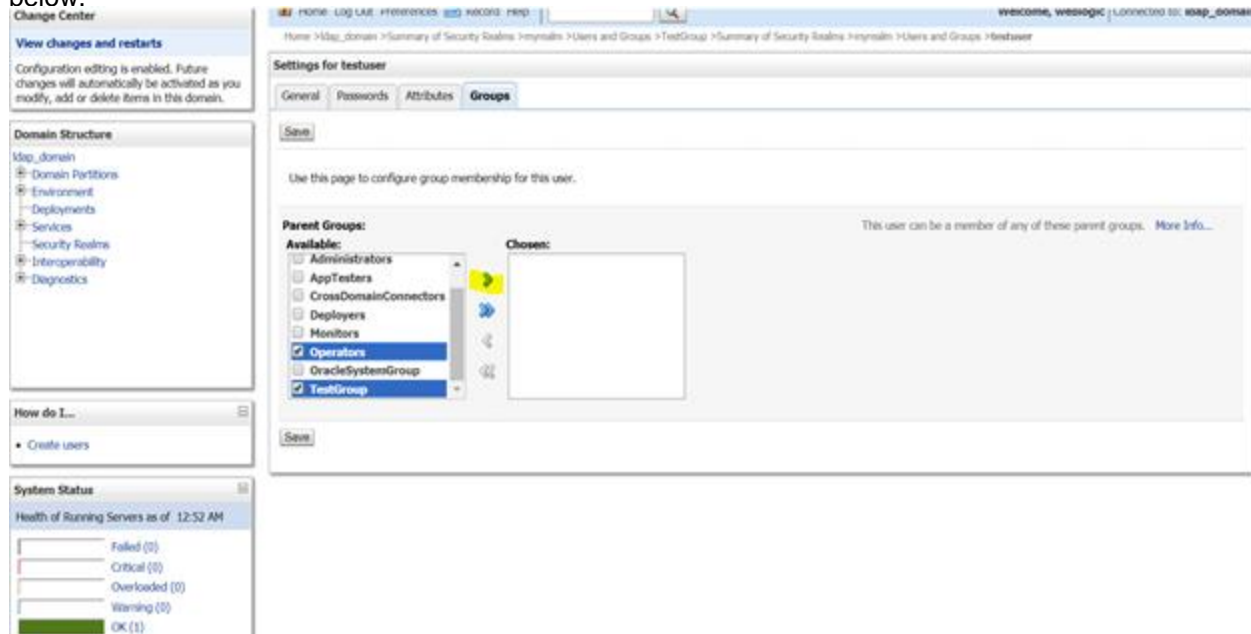 below.
Change Center
View changes and restarts
Configuration editing is enabled. Future
changes will automatically be activated as you
modify, add or delete items in this domain.
Domain Structure
ldap_domain
Domain Partitions
Environment
Deployments
Services
Security Realms
Interoperability
Diagnostics
How do I...
Create users
System Status
Health of Running Servers as of 12:52 AM
Failed (0)
Critical (0)
Overloaded (0)
Warning (0)
OK (1)
Home Log Out Preferences Record Help
Welcome, weblogic Connected to: ldap_domain
Home >ldap_domain >Summary of Security Realms >myrealm >Users and Groups >TestGroup >Summary of Security Realms >myrealm >Users and Groups >testuser
Settings for testuser
General Passwords Attributes Groups
Save
Use this page to configure group membership for this user.
Parent Groups:
This user can be a member of any of these parent groups. More Info...
Available: Chosen:
Administrators
AppTesters
CrossDomainConnectors
Deployers
Monitors
Operators
OracleSystemGroup
TestGroup
Save